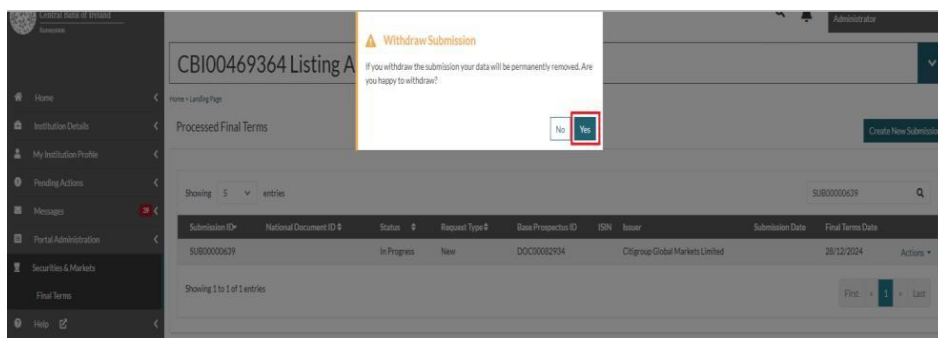 Central Bank of Ireland
Eurosystem
Administrator
Withdraw Submission
If you withdraw the submission your data will be permanently removed. Are
you happy to withdraw?
No Yes
CBI00469364 Listing A
Home > Landing Page
Processed Final Terms
Create New Submission
Home
Institution Details
My Institution Profile
Pending Actions
Messages
Portal Administration
Securities & Markets
Final Terms
Help
Showing 5 entries
SUB00000639
Submission ID National Document ID Status Request Type Base Prospectus ID ISIN Issuer Submission Date Final Terms Date
SUB00000639 In Progress New DOC00082934 Citigroup Global Markets Limited 28/12/2024 Actions
Showing 1 to 1 of 1 entries
First 1 Last